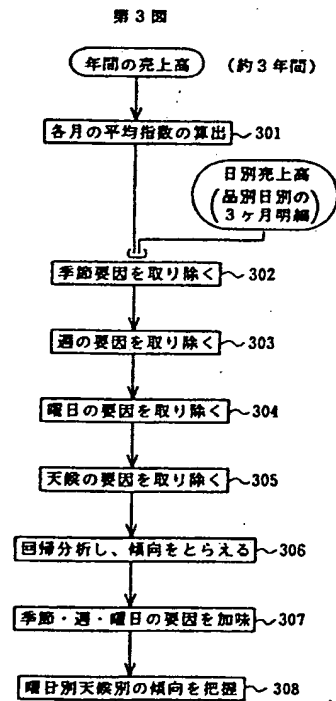 第3図
年間の売上高 (約3年間)
各月の平均指数の算出 301
日別売上高
(品別日別の
3ヶ月明細)
季節要因を取り除く 302
週の要因を取り除く 303
曜日の要因を取り除く 304
天候の要因を取り除く 305
回帰分析し、傾向をとらえる 306
季節・週・曜日の要因を加味 307
曜日別天候別の傾向を把握 308